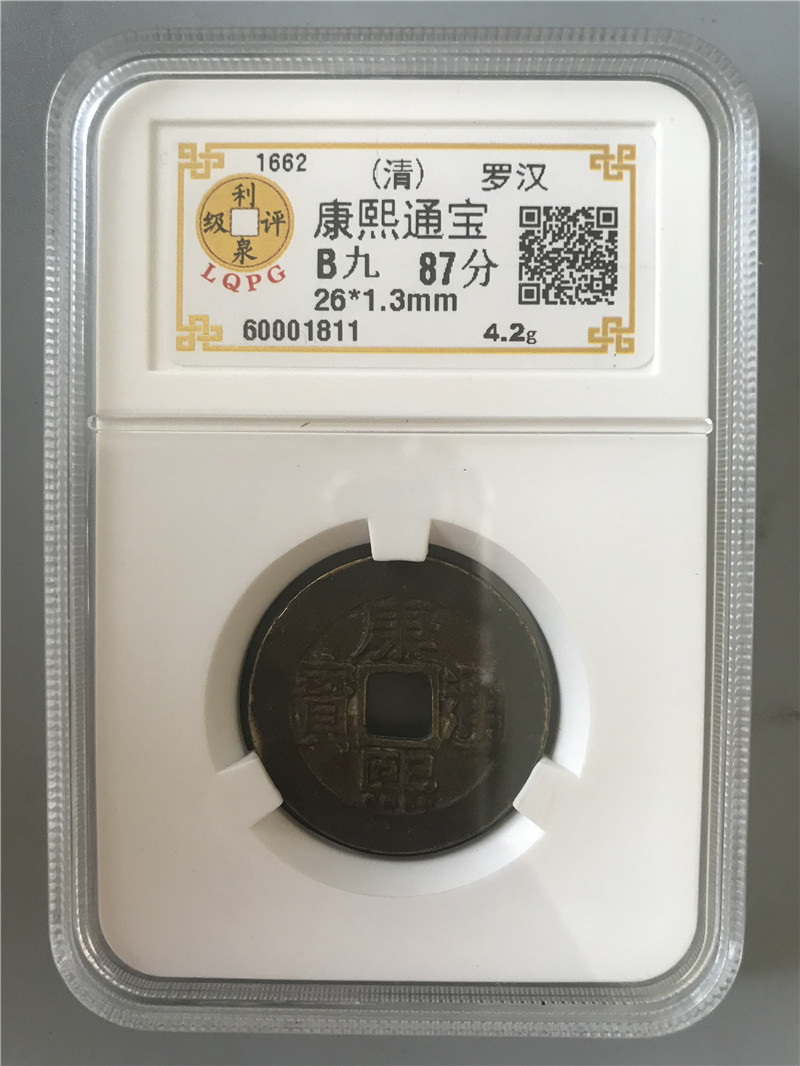 1662 (清) 罗汉
利泉评级
LQPG
康熙通宝
B九 87分
26*1.3mm
60001811 4.2g
康熙通寶